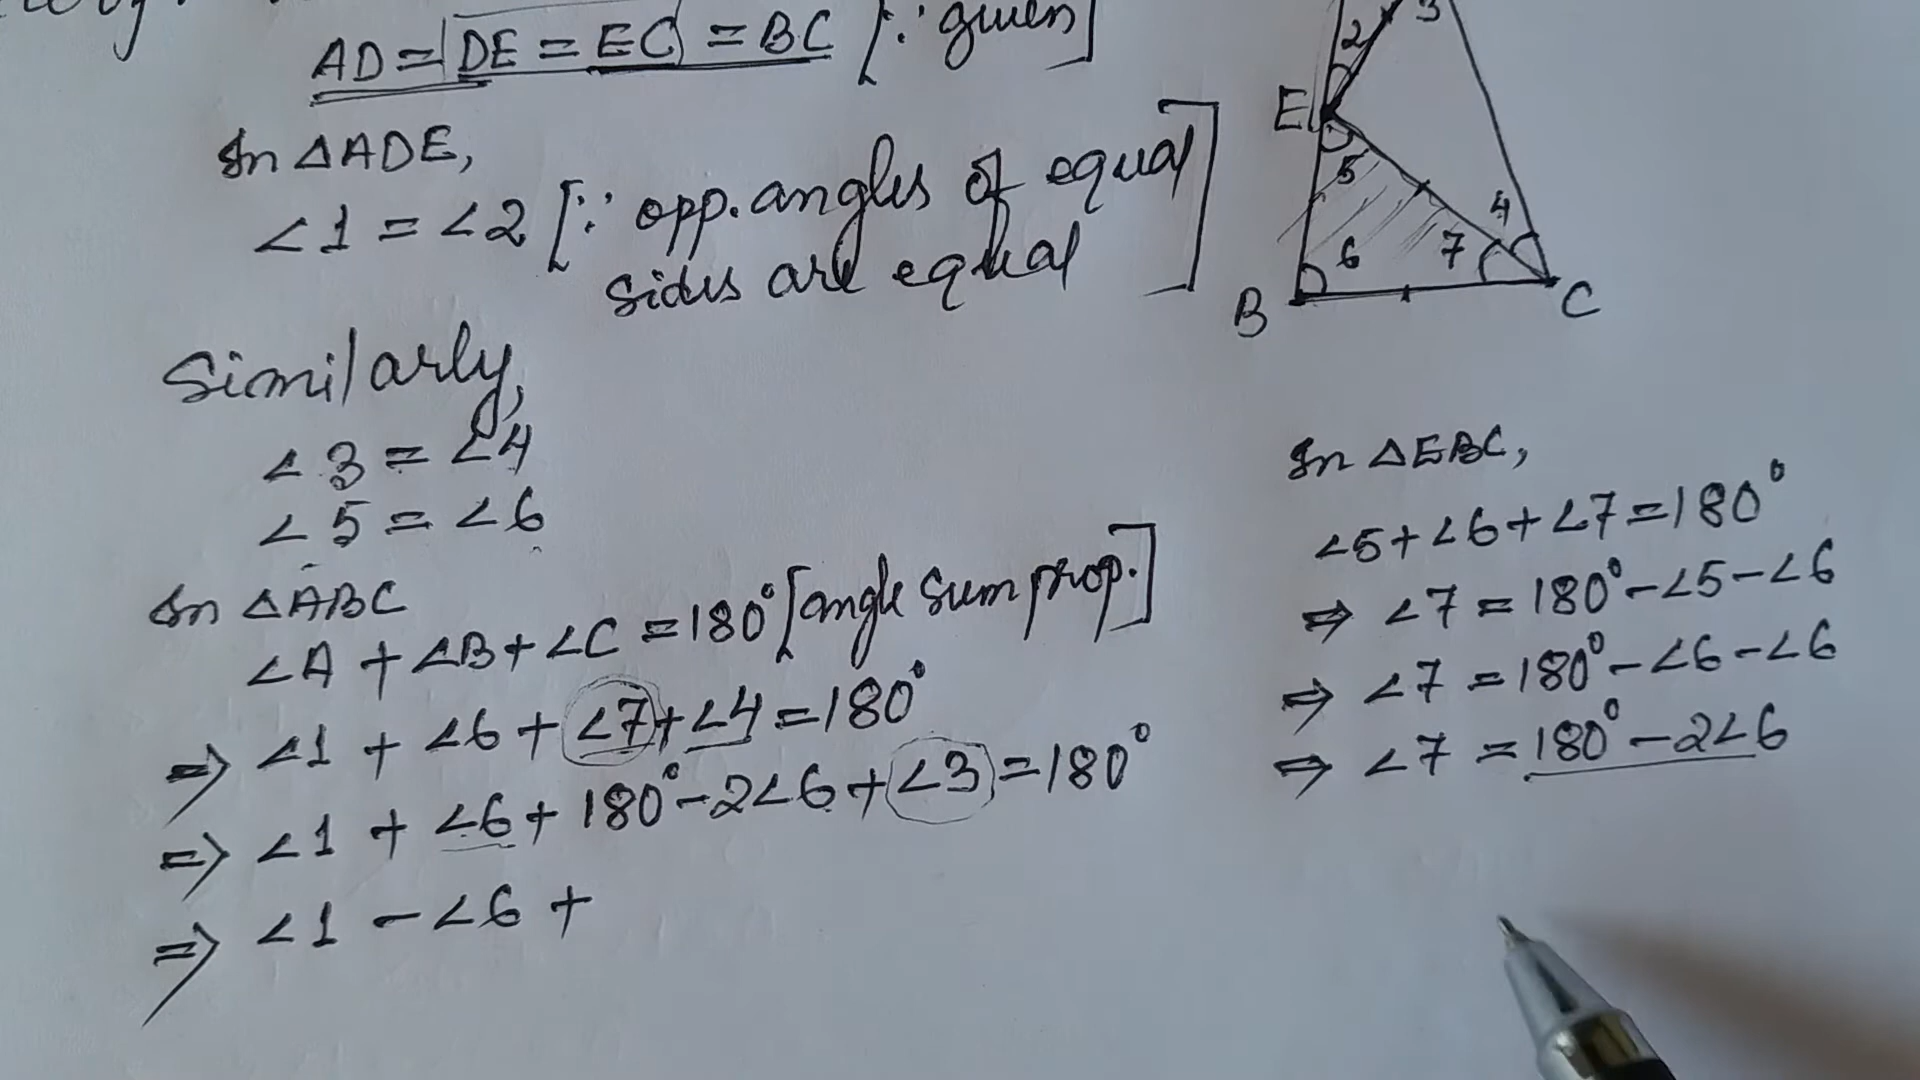 AD = DE = EC = BC [∵ given]
In △ADE,
∠1 = ∠2 [∵ opp. angles of equal
sides are equal]
Similarly,
∠3 = ∠4
∠5 = ∠6
In △ABC
∠A + ∠B + ∠C = 180° [angle sum prop.]
⇒ ∠1 + ∠6 + ∠7 + ∠4 = 180°
⇒ ∠1 + ∠6 + 180° - 2∠6 + ∠3 = 180°
⇒ ∠1 - ∠6 +
2 3
E
5
4
6 7
B C
In △EBC,
∠5 + ∠6 + ∠7 = 180°
⇒ ∠7 = 180° - ∠5 - ∠6
⇒ ∠7 = 180° - ∠6 - ∠6
⇒ ∠7 = 180° - 2∠6